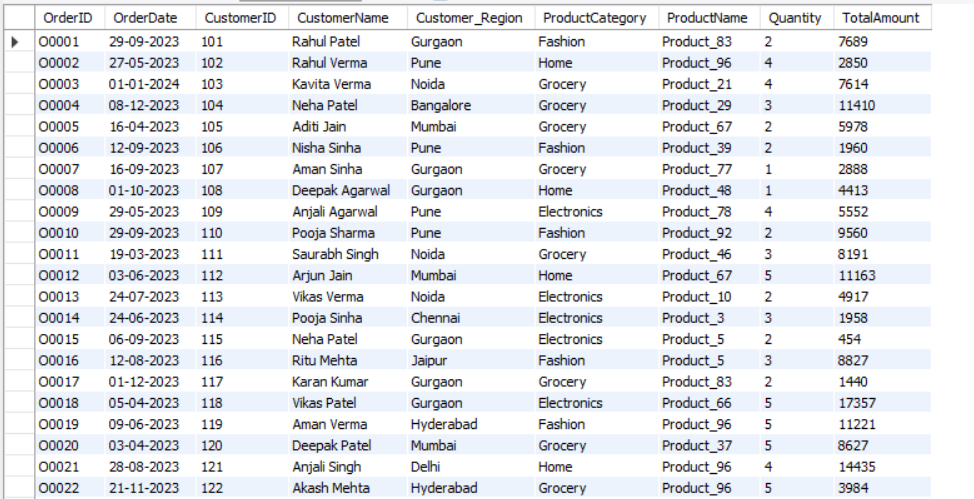 OrderID OrderDate CustomerID CustomerName Customer_Region ProductCategory ProductName Quantity TotalAmount
O0001 29-09-2023 101 Rahul Patel Gurgaon Fashion Product_83 2 7689
O0002 27-05-2023 102 Rahul Verma Pune Home Product_96 4 2850
O0003 01-01-2024 103 Kavita Verma Noida Grocery Product_21 4 7614
O0004 08-12-2023 104 Neha Patel Bangalore Grocery Product_29 3 11410
O0005 16-04-2023 105 Aditi Jain Mumbai Grocery Product_67 2 5978
O0006 12-09-2023 106 Nisha Sinha Pune Fashion Product_39 2 1960
O0007 16-09-2023 107 Aman Sinha Gurgaon Grocery Product_77 1 2888
O0008 01-10-2023 108 Deepak Agarwal Gurgaon Home Product_48 1 4413
O0009 29-05-2023 109 Anjali Agarwal Pune Electronics Product_78 4 5552
O0010 29-09-2023 110 Pooja Sharma Pune Fashion Product_92 2 9560
O0011 19-03-2023 111 Saurabh Singh Noida Grocery Product_46 3 8191
O0012 03-06-2023 112 Arjun Jain Mumbai Home Product_67 5 11163
O0013 24-07-2023 113 Vikas Verma Noida Electronics Product_10 2 4917
O0014 24-06-2023 114 Pooja Sinha Chennai Electronics Product_3 3 1958
O0015 06-09-2023 115 Neha Patel Gurgaon Electronics Product_5 2 454
O0016 12-08-2023 116 Ritu Mehta Jaipur Fashion Product_5 3 8827
O0017 01-12-2023 117 Karan Kumar Gurgaon Grocery Product_83 2 1440
O0018 05-04-2023 118 Vikas Patel Gurgaon Electronics Product_66 5 17357
O0019 09-06-2023 119 Aman Verma Hyderabad Fashion Product_96 5 11221
O0020 03-04-2023 120 Deepak Patel Mumbai Grocery Product_37 5 8627
O0021 28-08-2023 121 Anjali Singh Delhi Home Product_96 4 14435
O0022 21-11-2023 122 Akash Mehta Hyderabad Grocery Product_96 5 3984